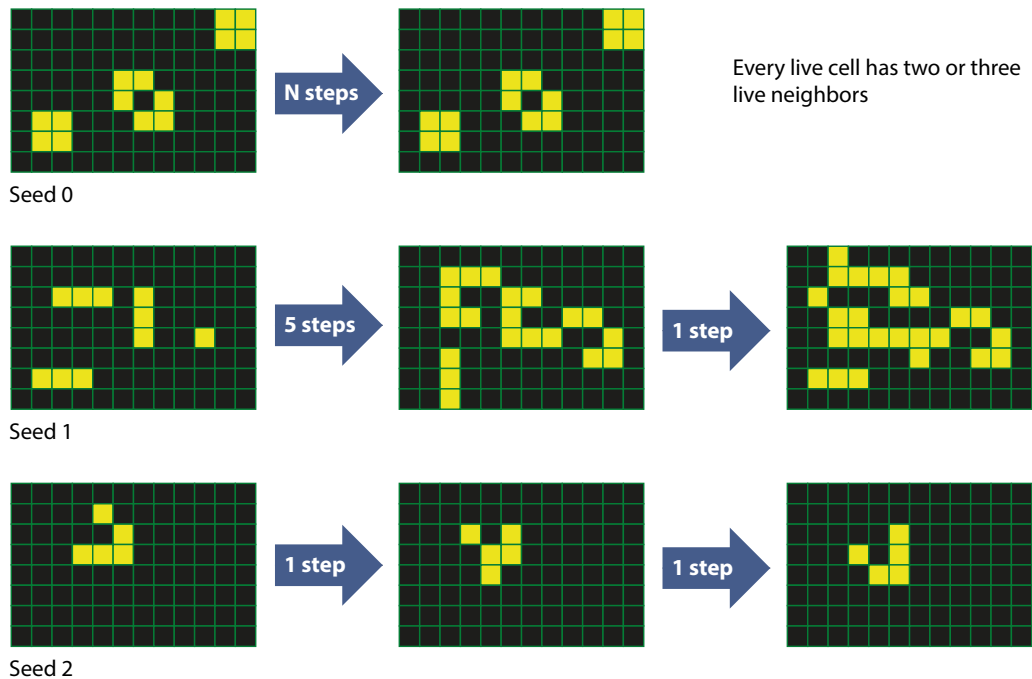 N steps
Every live cell has two or three
live neighbors
Seed 0
5 steps
1 step
Seed 1
1 step
1 step
Seed 2